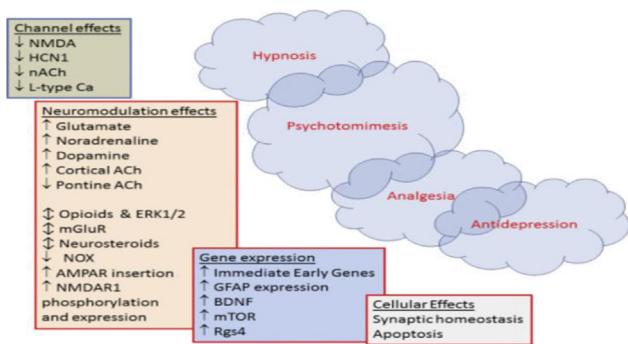 Channel effects
↓ NMDA
↓ HCN1
↓ nACh
↓ L-type Ca
Hypnosis
Psychotomimesis
Analgesia
Antidepression
Neuromodulation effects
↑ Glutamate
↑ Noradrenaline
↑ Dopamine
↑ Cortical ACh
↓ Pontine ACh
↕ Opioids & ERK1/2
↕ mGluR
↕ Neurosteroids
↓ NOX
↑ AMPAR insertion
↑ NMDAR1
phosphorylation
and expression
Gene expression
↑ Immediate Early Genes
↑ GFAP expression
↑ BDNF
↑ mTOR
↑ Rgs4
Cellular Effects
Synaptic homeostasis
Apoptosis